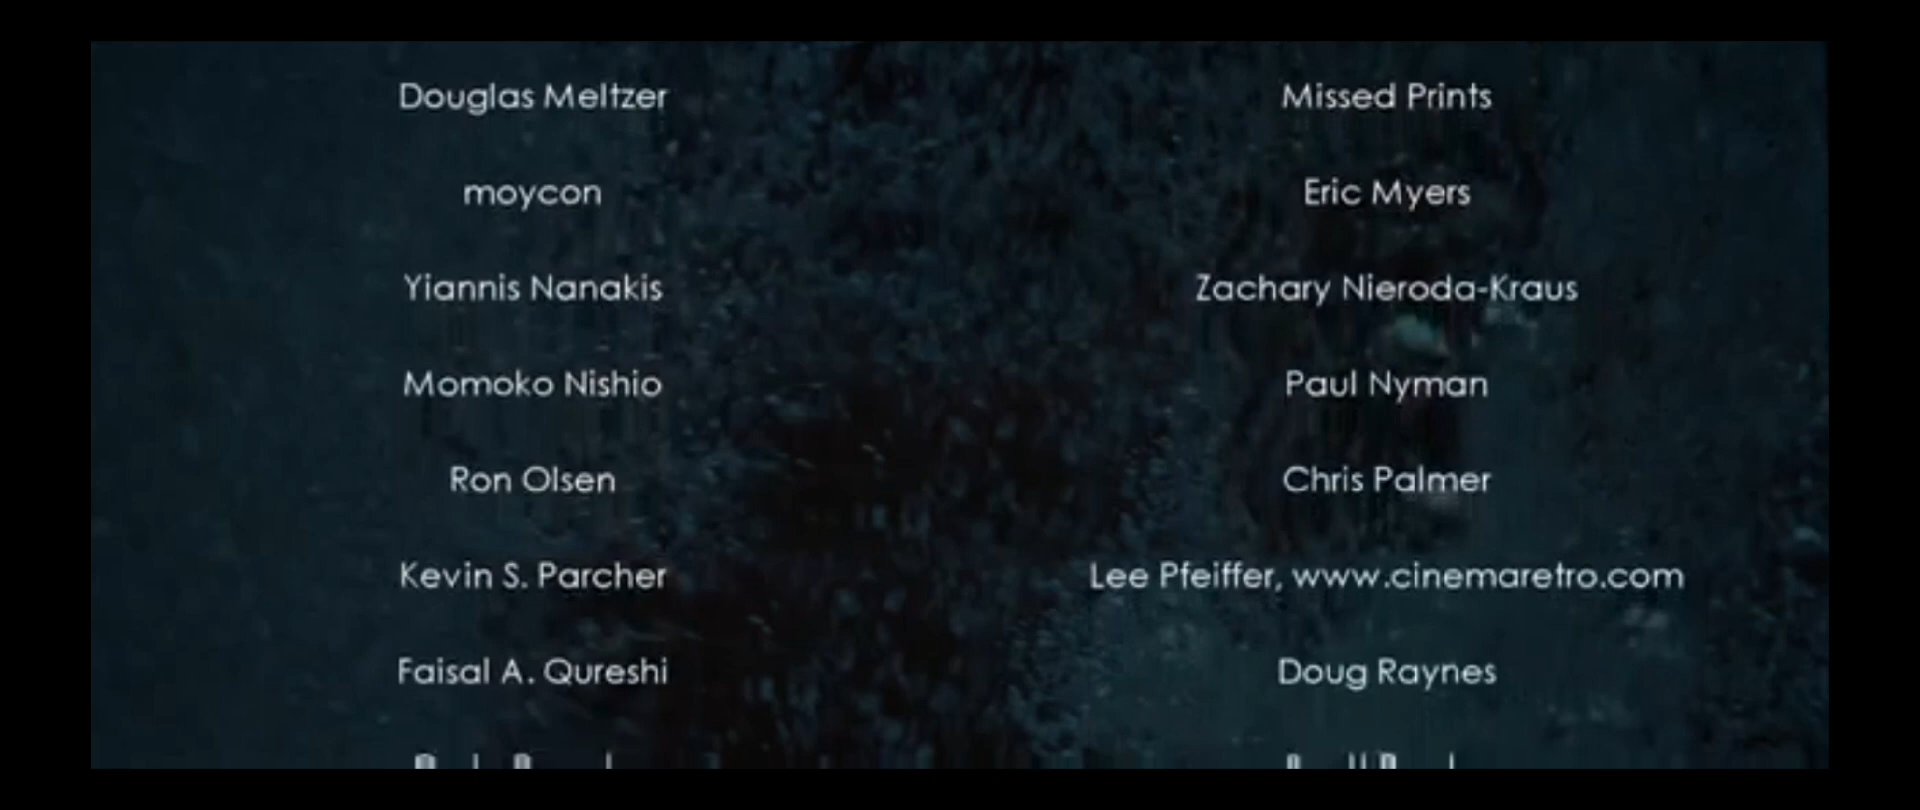 Douglas Meltzer
Missed Prints
moycon
Eric Myers
Yiannis Nanakis
Zachary Nieroda-Kraus
Momoko Nishio
Paul Nyman
Ron Olsen
Chris Palmer
Kevin S. Parcher
Lee Pfeiffer, www.cinemaretro.com
Faisal A. Qureshi
Doug Raynes